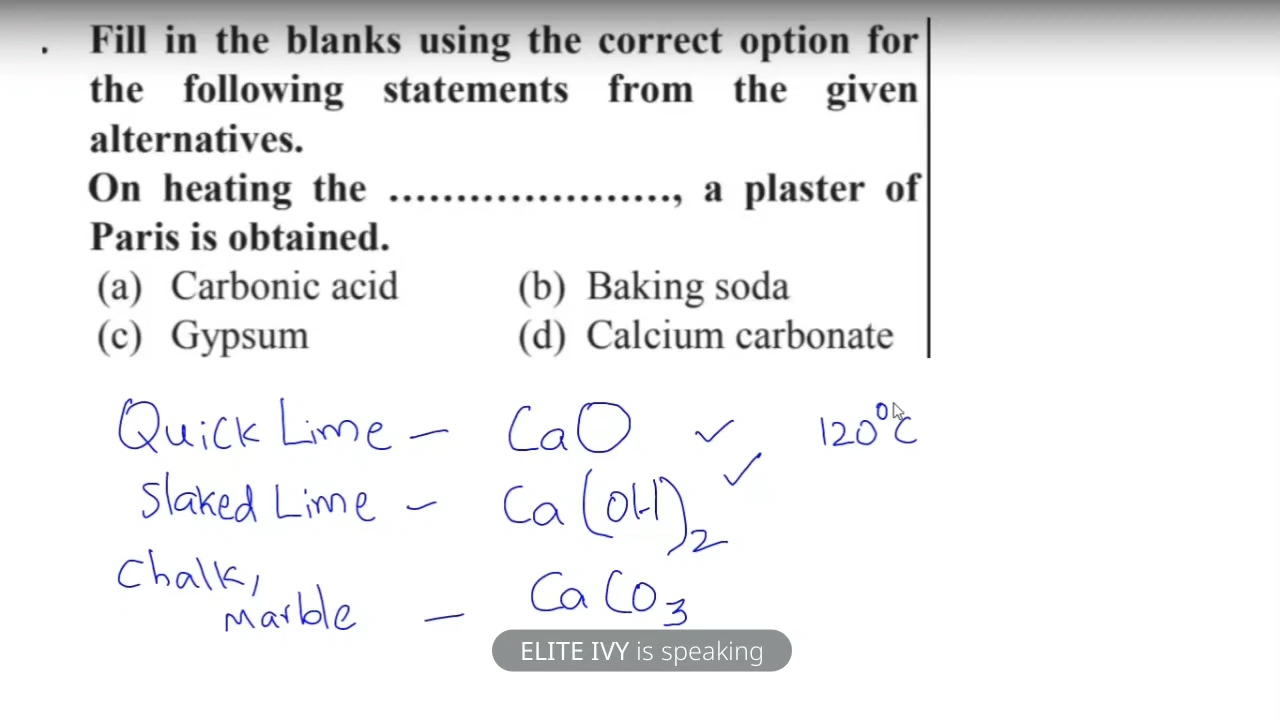 . Fill in the blanks using the correct option for
the following statements from the given
alternatives.
On heating the ......................, a plaster of
Paris is obtained.
(a) Carbonic acid (b) Baking soda
(c) Gypsum (d) Calcium carbonate
Quick Lime — CaO ✓ 120⁰C
Slaked Lime — Ca(OH)₂ ✓
Chalk,
marble — CaCO₃
ELITE IVY is speaking